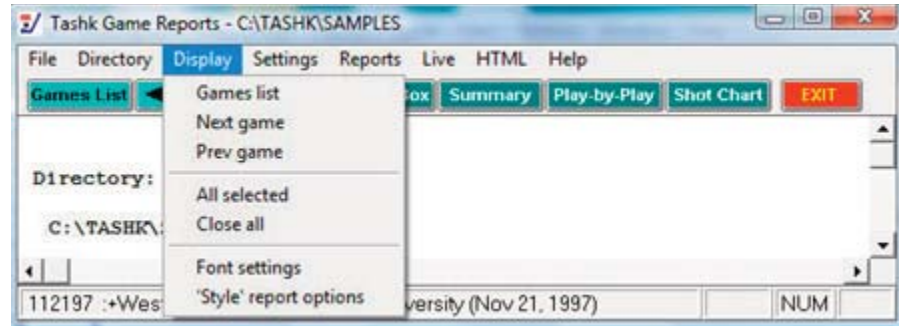 Tashk Game Reports - C:\TASHK\SAMPLES
File Directory Display Settings Reports Live HTML Help
Games List Summary Play-by-Play Shot Chart EXIT
Games list
Next game
Prev game
Directory:
All selected
C:\TASHK\
Close all
Font settings
'Style' report options
112197 :+Wes versity (Nov 21, 1997) NUM